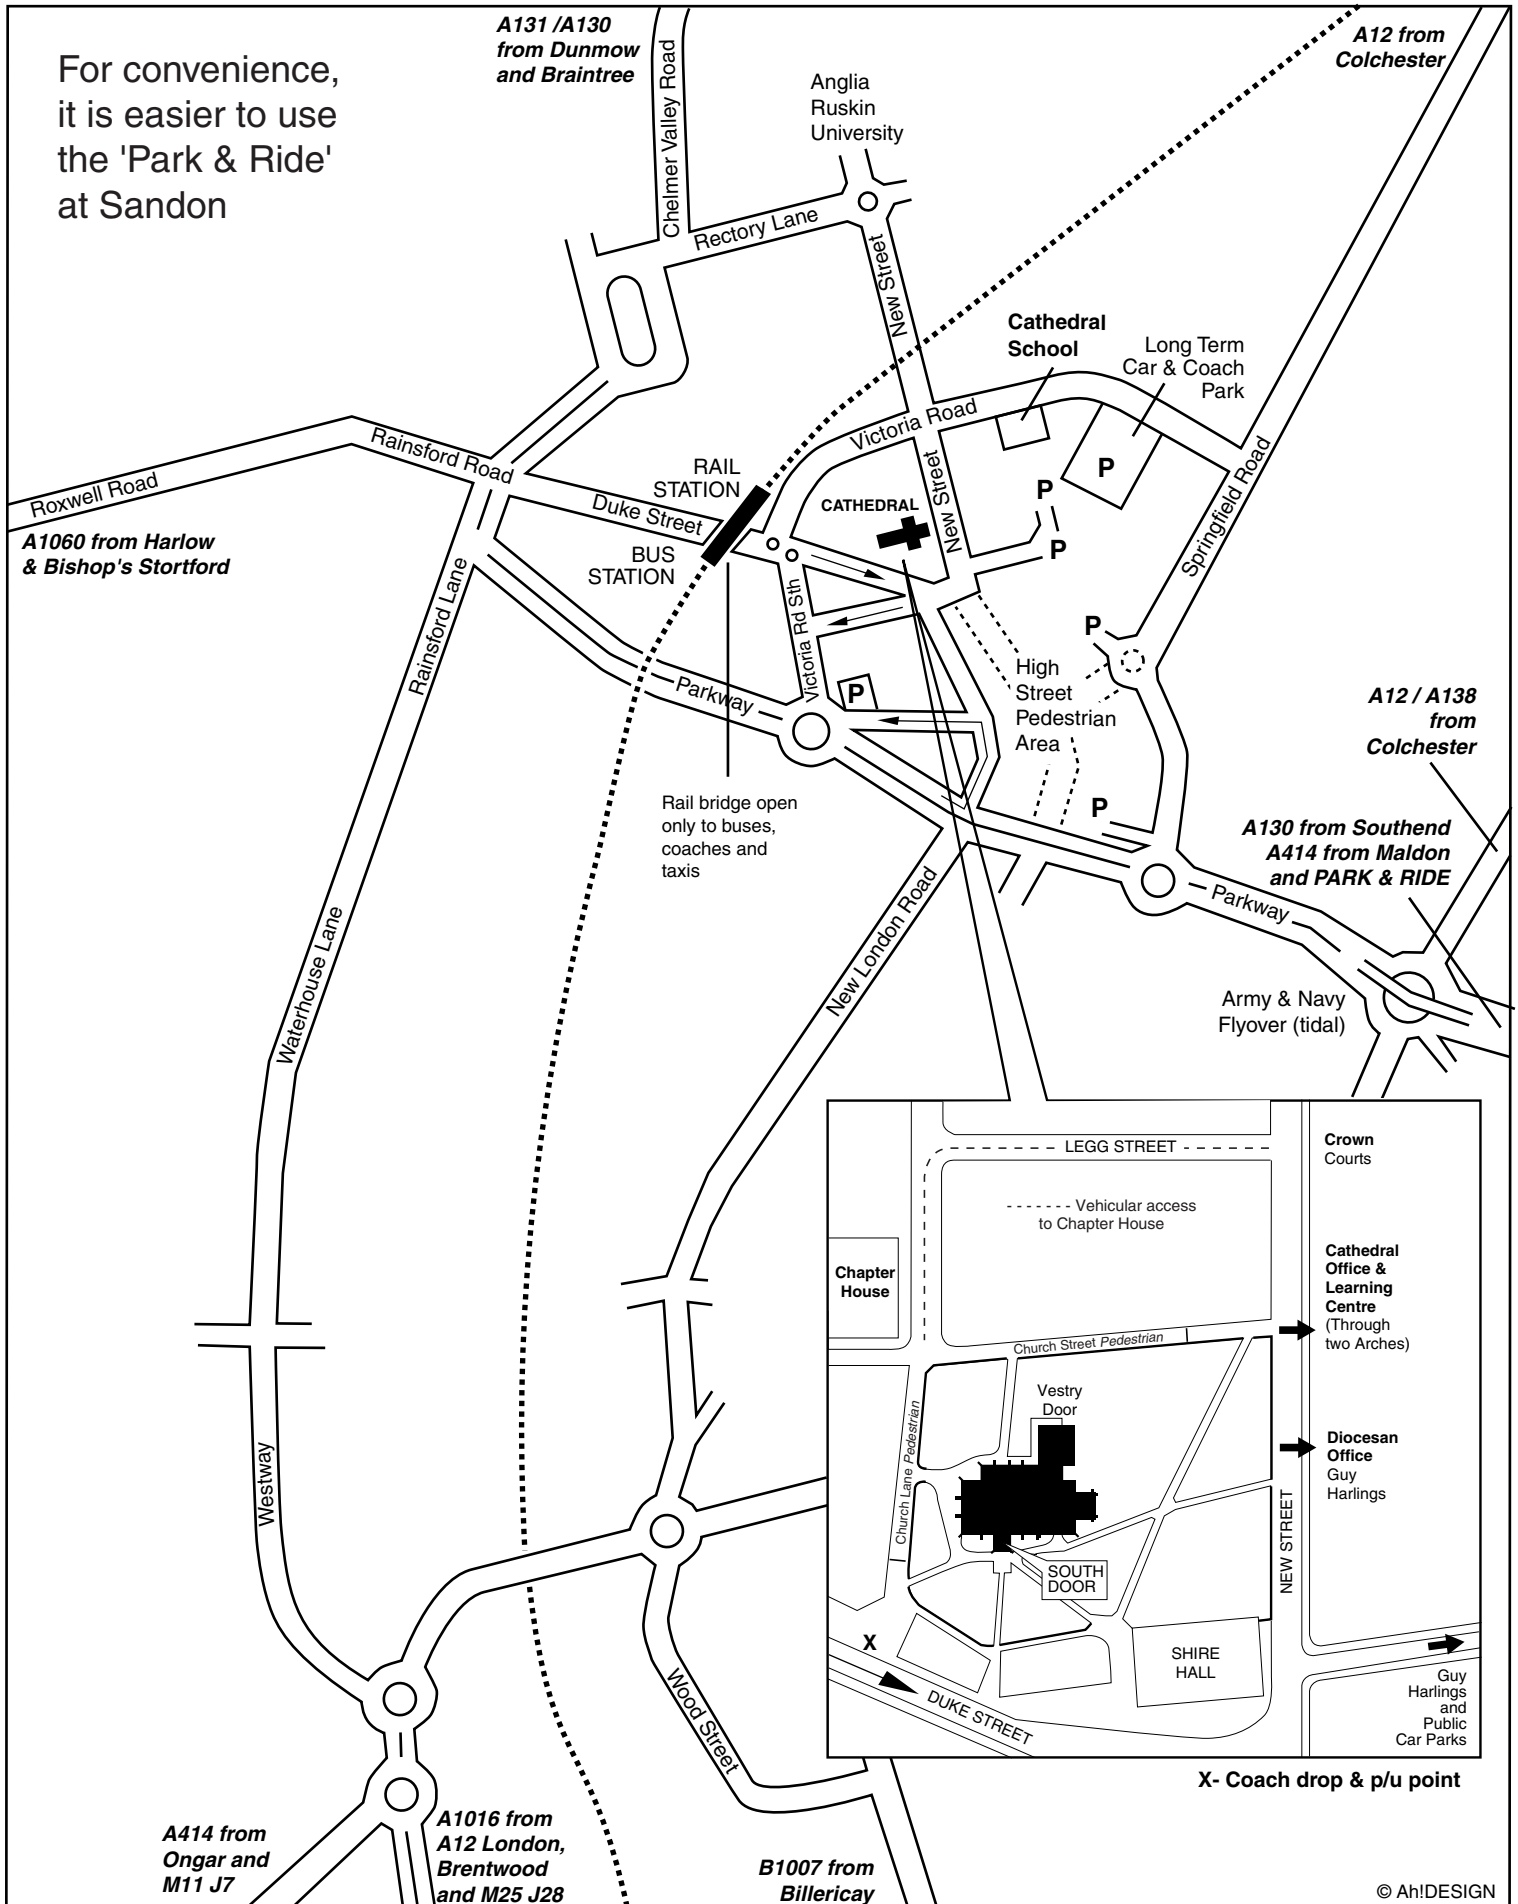 For convenience,
it is easier to use
the 'Park & Ride'
at Sandon
A131 /A130
from Dunmow
and Braintree
Chelmer Valley Road
Anglia
Ruskin
University
A12 from
Colchester
Rectory Lane
New Street
Cathedral
School
Long Term
Car & Coach
Park
P
Victoria Road
Rainsford Road
Roxwell Road
A1060 from Harlow
& Bishop's Stortford
RAIL
STATION
Duke Street
BUS
STATION
CATHEDRAL
New Street
P
P
Springfield Road
Rainsford Lane
Victoria Rd Sth
P
P
High
Street
Pedestrian
Area
Parkway
A12 / A138
from
Colchester
Rail bridge open
only to buses,
coaches and
taxis
P
A130 from Southend
A414 from Maldon
and PARK & RIDE
Parkway
New London Road
Waterhouse Lane
Army & Navy
Flyover (tidal)
LEGG STREET
Crown
Courts
Vehicular access
to Chapter House
Chapter
House
Cathedral
Office &
Learning
Centre
(Through
two Arches)
Church Street Pedestrian
Vestry
Door
Church Lane Pedestrian
Diocesan
Office
Guy
Harlings
NEW STREET
SOUTH
DOOR
SHIRE
HALL
X
DUKE STREET
Guy
Harlings
and
Public
Car Parks
X- Coach drop & p/u point
Westway
Wood Street
A414 from
Ongar and
M11 J7
A1016 from
A12 London,
Brentwood
and M25 J28
B1007 from
Billericay
© Ah!DESIGN